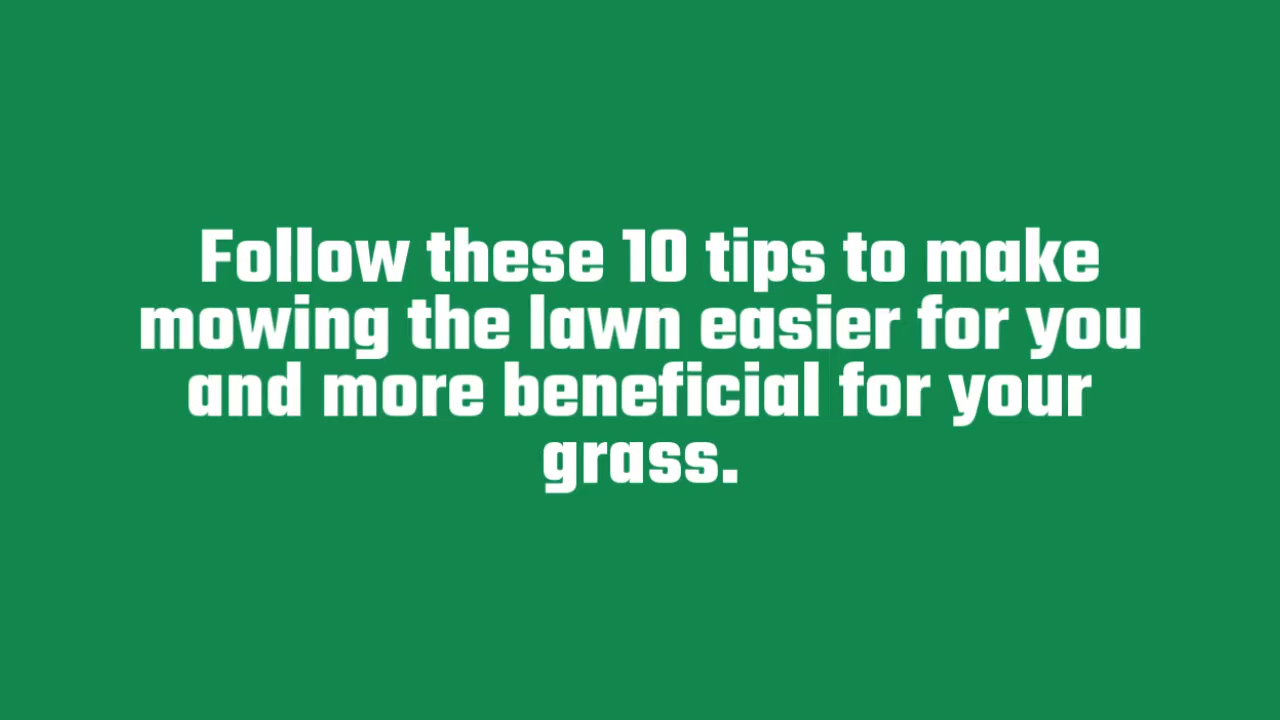 Follow these 10 tips to make
mowing the lawn easier for you
and more beneficial for your
grass.